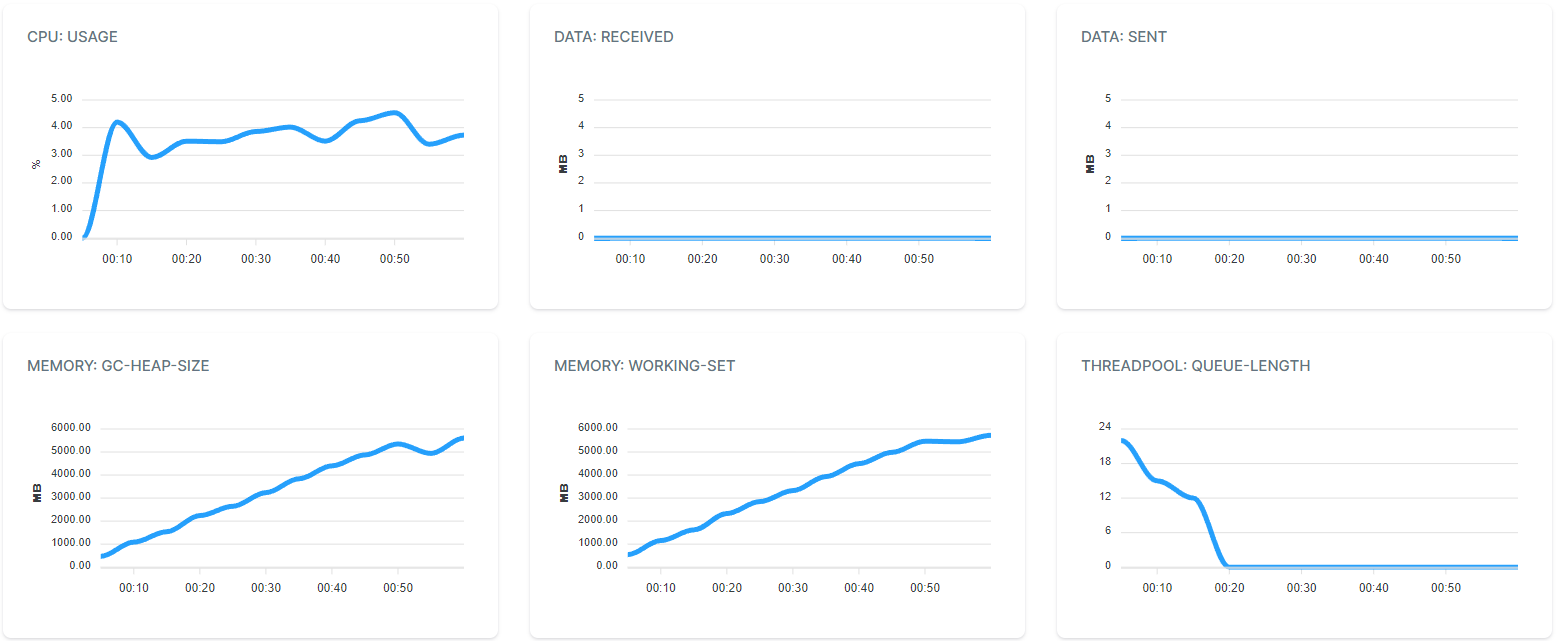 CPU: USAGE
5.00
4.00
3.00
2.00
1.00
0.00
%
00:10 00:20 00:30 00:40 00:50
DATA: RECEIVED
5
4
3
2
1
0
MB
00:10 00:20 00:30 00:40 00:50
DATA: SENT
5
4
3
2
1
0
MB
00:10 00:20 00:30 00:40 00:50
MEMORY: GC-HEAP-SIZE
6000.00
5000.00
4000.00
3000.00
2000.00
1000.00
0.00
MB
00:10 00:20 00:30 00:40 00:50
MEMORY: WORKING-SET
6000.00
5000.00
4000.00
3000.00
2000.00
1000.00
0.00
MB
00:10 00:20 00:30 00:40 00:50
THREADPOOL: QUEUE-LENGTH
24
18
12
6
0
00:10 00:20 00:30 00:40 00:50